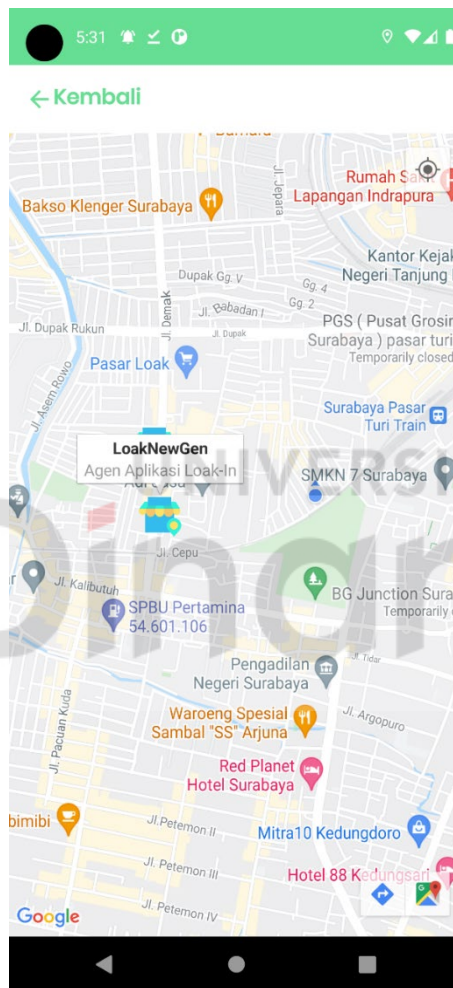 5:31
← Kembali
Bakso Klenger Surabaya
Jl. Jepara
Lapangan Indrapura
Kantor Kejak
Negeri Tanjung
Dupak Gg. V
Gg. 4
Gg. 2
Jl. Babadan I
Jl. Demak
PGS ( Pusat Grosir
Surabaya ) pasar turi
Temporarily closed
Jl. Dupak Rukun
Jl. Dupak
Pasar Loak
Jl. Asem Rowo
Surabaya Pasar
Turi Train
LoakNewGen
Agen Aplikasi Loak-In
UNIVERSI
SMKN 7 Surabaya
Dinam
Jl. Cepu
Jl. Kalibutuh
BG Junction Sura
Temporarily
SPBU Pertamina
54.601.106
Jl. Tidar
Pengadilan
Negeri Surabaya
Jl. Pacuan Kuda
Waroeng Spesial
Sambal "SS" Arjuna
Jl. Argopuro
Red Planet
Hotel Surabaya
bimibi
Jl.Petemon II
Mitra10 Kedungdoro
Jl. Petemon III
Hotel 88 Kedungsari
Jl. Petemon IV
Google